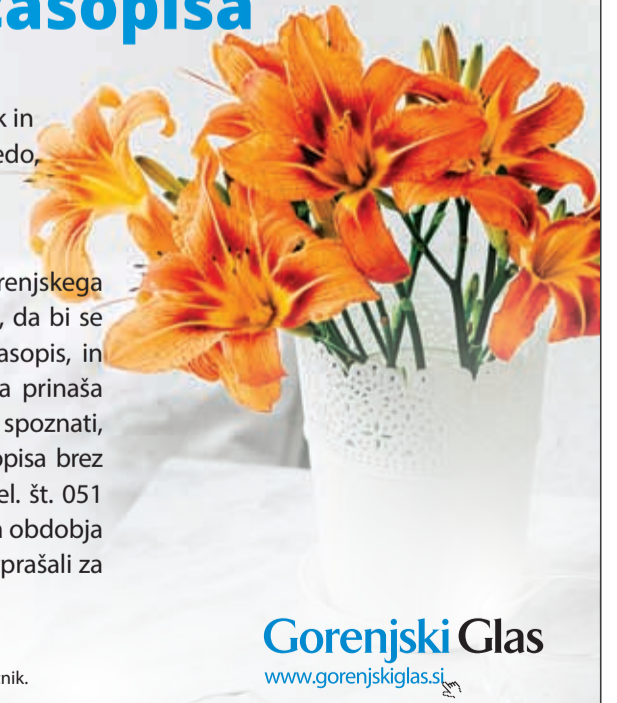 časopisa
k in
edo,
renjskega
, da bi se
asopis, in
a prinaša
spoznati,
opisa brez
el. št. 051
obdobja
prašali za
nik.
Gorenjski Glas
www.gorenjskiglas.si